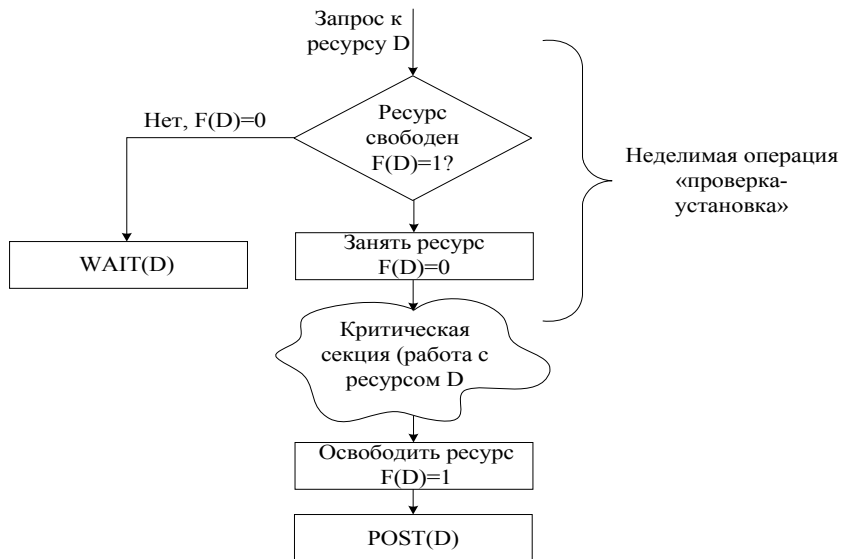 Запрос к
ресурсу D
Нет, F(D)=0
Ресурс
свободен
F(D)=1?
Неделимая операция
«проверка-
установка»
WAIT(D)
Занять ресурс
F(D)=0
Критическая
секция (работа с
ресурсом D
Освободить ресурс
F(D)=1
POST(D)